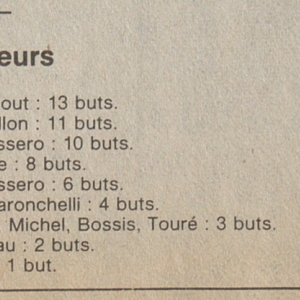 eurs
out : 13 buts.
llon : 11 buts.
ssero : 10 buts.
e : 8 buts.
ssero : 6 buts.
aronchelli : 4 buts.
Michel, Bossis, Touré : 3 buts.
au : 2 buts.
1 but.